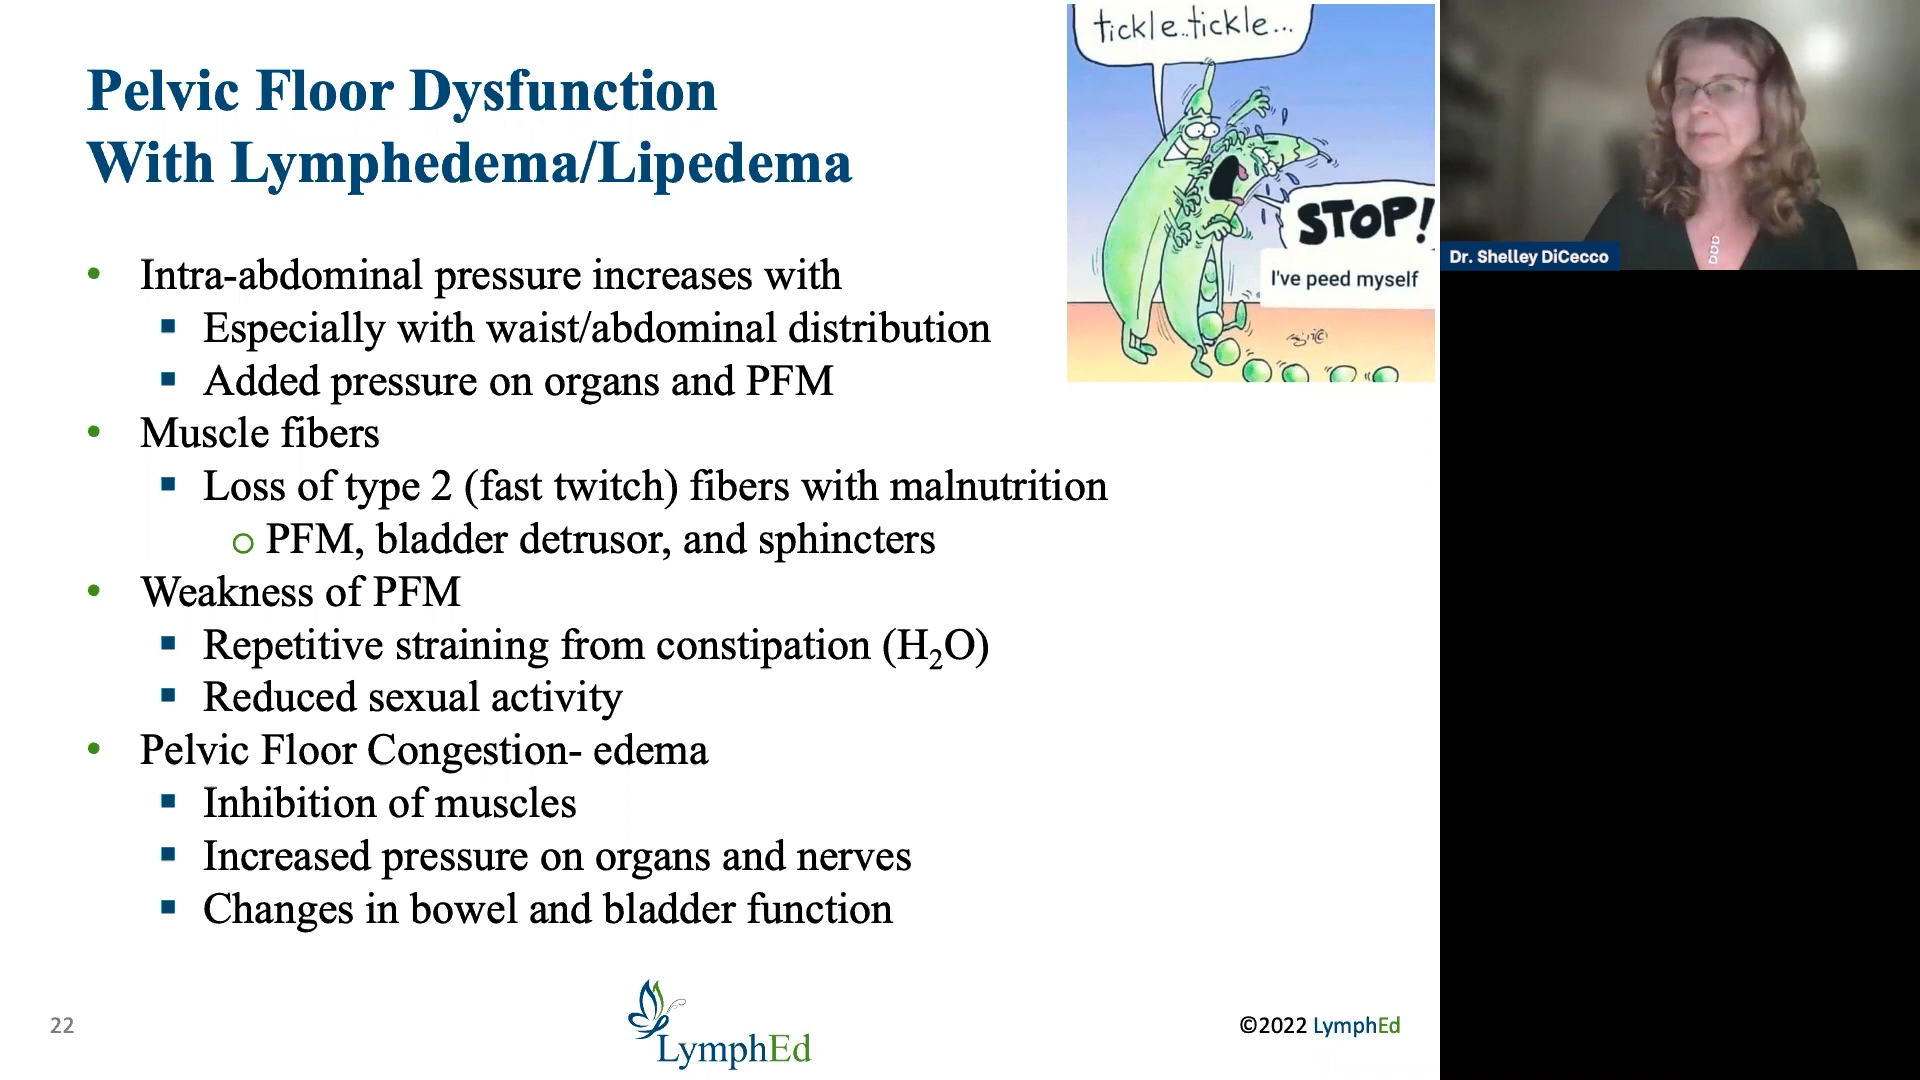 Pelvic Floor Dysfunction
With Lymphedema/Lipedema
• Intra-abdominal pressure increases with
▪ Especially with waist/abdominal distribution
▪ Added pressure on organs and PFM
• Muscle fibers
▪ Loss of type 2 (fast twitch) fibers with malnutrition
o PFM, bladder detrusor, and sphincters
• Weakness of PFM
▪ Repetitive straining from constipation (H₂O)
▪ Reduced sexual activity
• Pelvic Floor Congestion- edema
▪ Inhibition of muscles
▪ Increased pressure on organs and nerves
▪ Changes in bowel and bladder function
tickle..tickle...
STOP!
I've peed myself
Dr. Shelley DiCecco
22
LymphEd
©2022 LymphEd